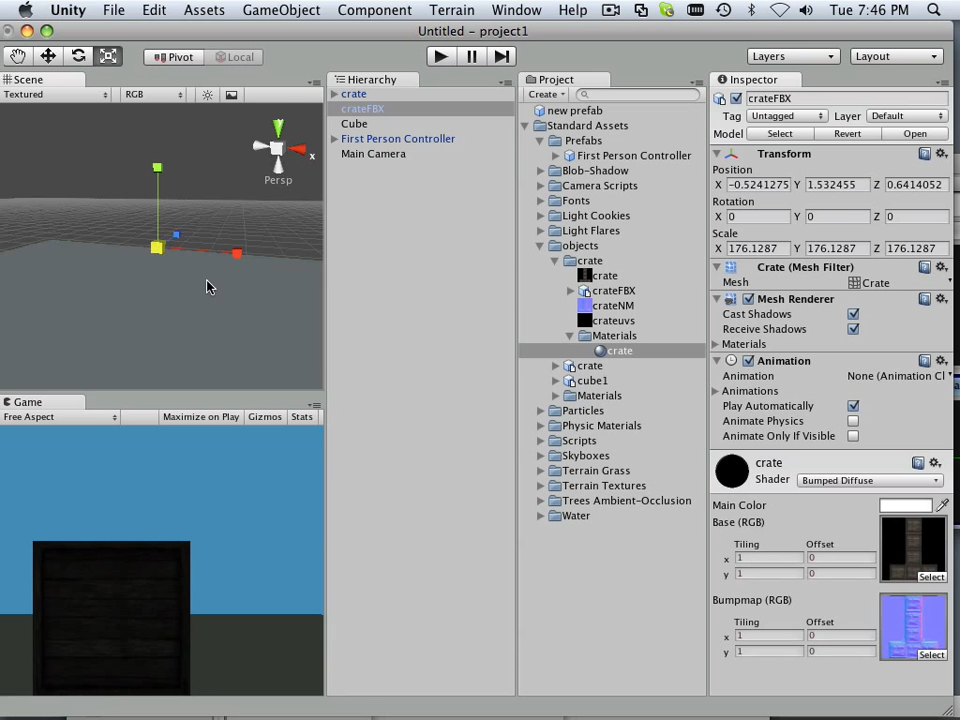 Unity File Edit Assets GameObject Component Terrain Window Help Tue 7:46 PM
Untitled - project1
Pivot Local Layers Layout
Scene
Textured RGB
x
Persp
Game
Free Aspect Maximize on Play Gizmos Stats
Hierarchy
crate
crateFBX
Cube
First Person Controller
Main Camera
Project
Create
new prefab
Standard Assets
Prefabs
First Person Controller
Blob-Shadow
Camera Scripts
Fonts
Light Cookies
Light Flares
objects
crate
crate
crateFBX
crateNM
crateuvs
Materials
crate
crate
cube1
Materials
Particles
Physic Materials
Scripts
Skyboxes
Terrain Grass
Terrain Textures
Trees Ambient-Occlusion
Water
Inspector
crateFBX
Tag Untagged Layer Default
Model Select Revert Open
Transform
Position
X -0.5241275 Y 1.532455 Z 0.6414052
Rotation
X 0 Y 0 Z 0
Scale
X 176.1287 Y 176.1287 Z 176.1287
Crate (Mesh Filter)
Mesh Crate
Mesh Renderer
Cast Shadows
Receive Shadows
Materials
Animation
Animation None (Animation Cl
Animations
Play Automatically
Animate Physics
Animate Only If Visible
crate
Shader Bumped Diffuse
Main Color
Base (RGB)
Tiling Offset
x 1 0
y 1 0
Select
Bumpmap (RGB)
Tiling Offset
x 1 0
y 1 0
Select